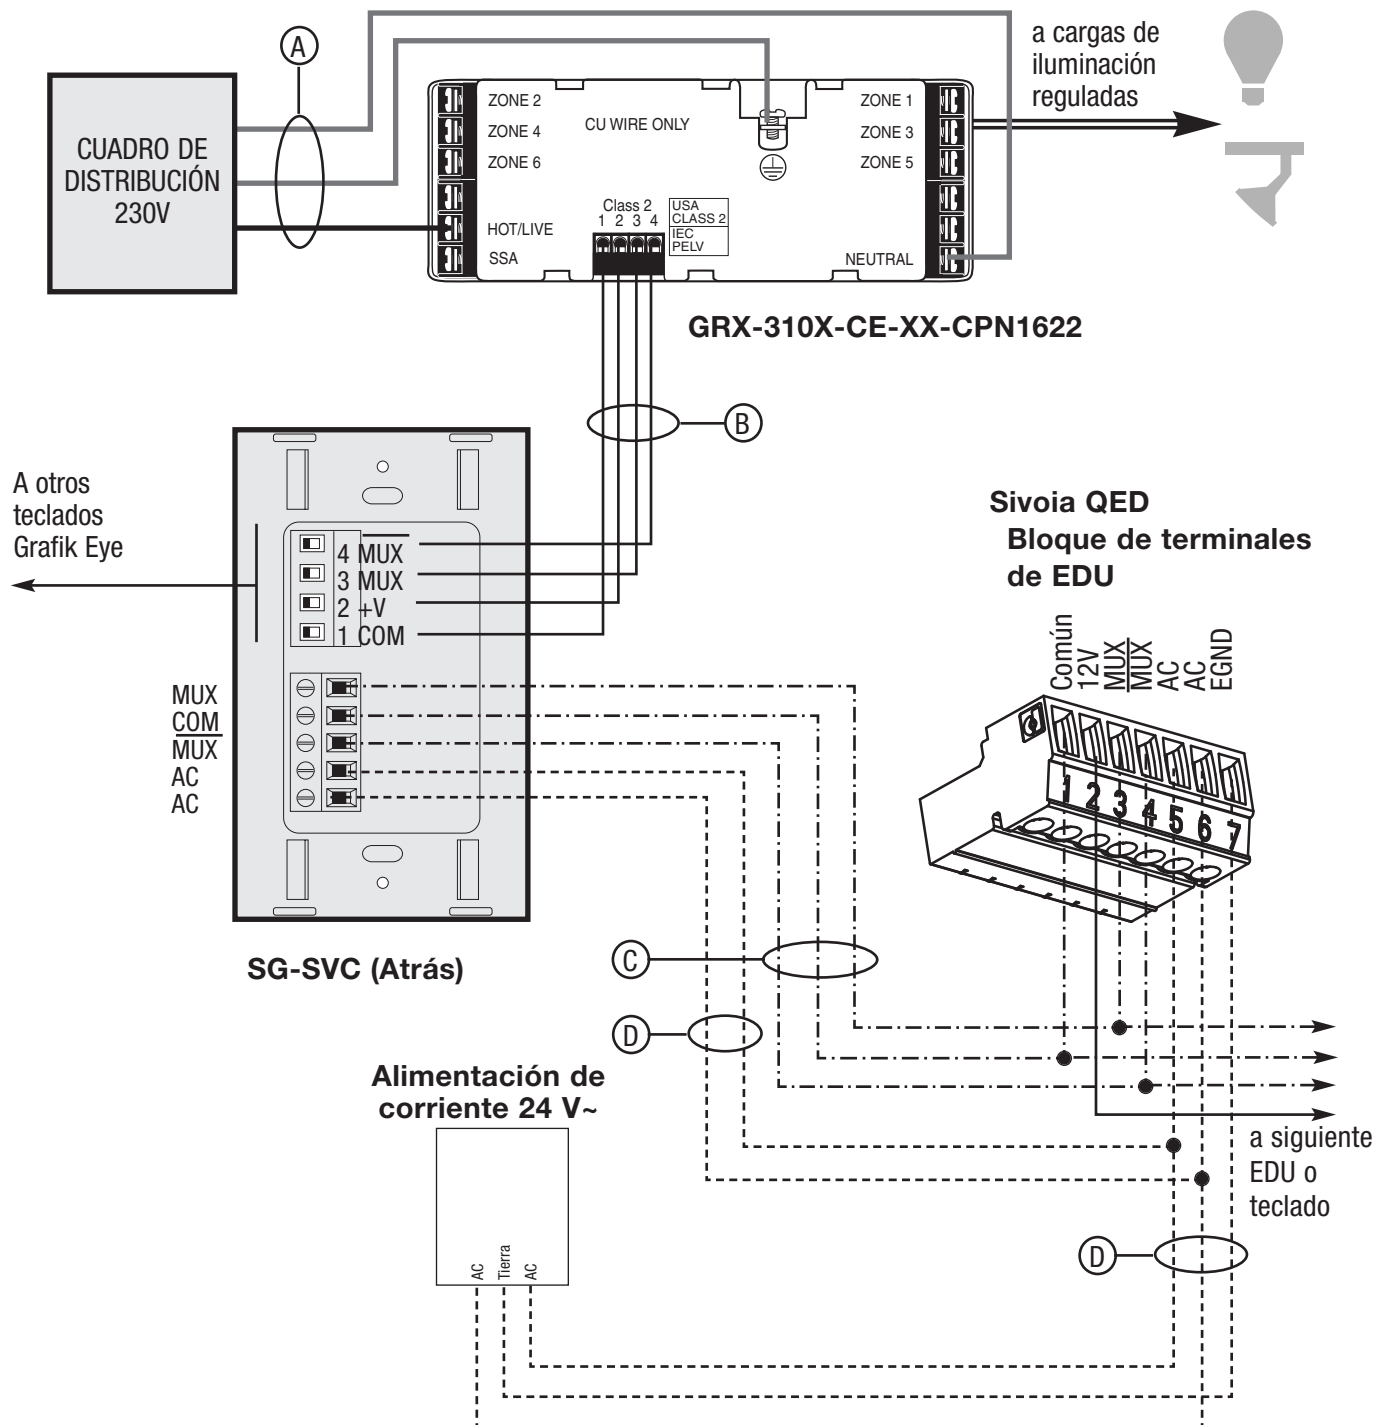 A
a cargas de
iluminación
reguladas
CUADRO DE
DISTRIBUCIÓN
230V
ZONE 2
ZONE 4
ZONE 6
HOT/LIVE
SSA
CU WIRE ONLY
Class 2
1 2 3 4
USA
CLASS 2
IEC
PELV
ZONE 1
ZONE 3
ZONE 5
NEUTRAL
GRX-310X-CE-XX-CPN1622
B
A otros
teclados
Grafik Eye
4 MUX
3 MUX
2 +V
1 COM
MUX
COM
MUX
AC
AC
SG-SVC (Atrás)
Sivoia QED
Bloque de terminales
de EDU
Común
12V
MUX
MUX
AC
AC
EGND
1 2 3 4 5 6 7
C
D
Alimentación de
corriente 24 V~
AC
Tierra
AC
a siguiente
EDU o
teclado
D